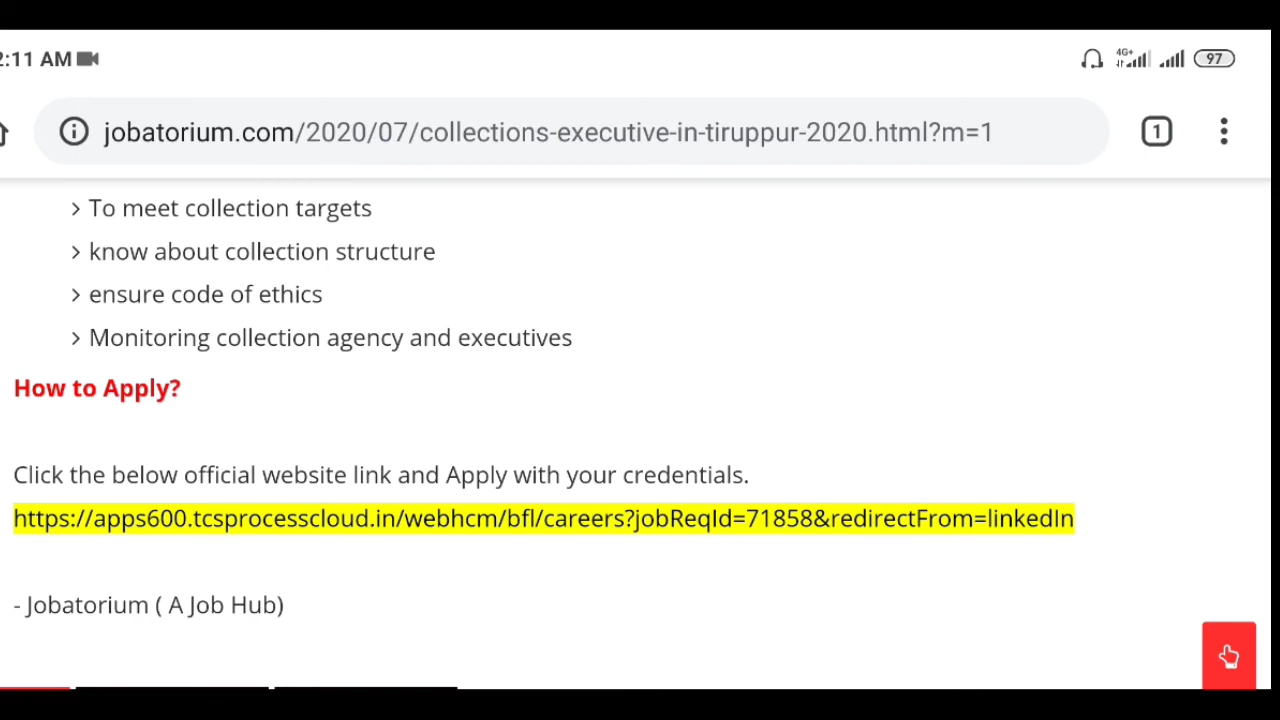 2:11 AM
4G+
97
jobatorium.com/2020/07/collections-executive-in-tiruppur-2020.html?m=1
1
> To meet collection targets
> know about collection structure
> ensure code of ethics
> Monitoring collection agency and executives
How to Apply?
Click the below official website link and Apply with your credentials.
https://apps600.tcsprocesscloud.in/webhcm/bfl/careers?jobReqId=71858&redirectFrom=linkedIn
- Jobatorium ( A Job Hub)